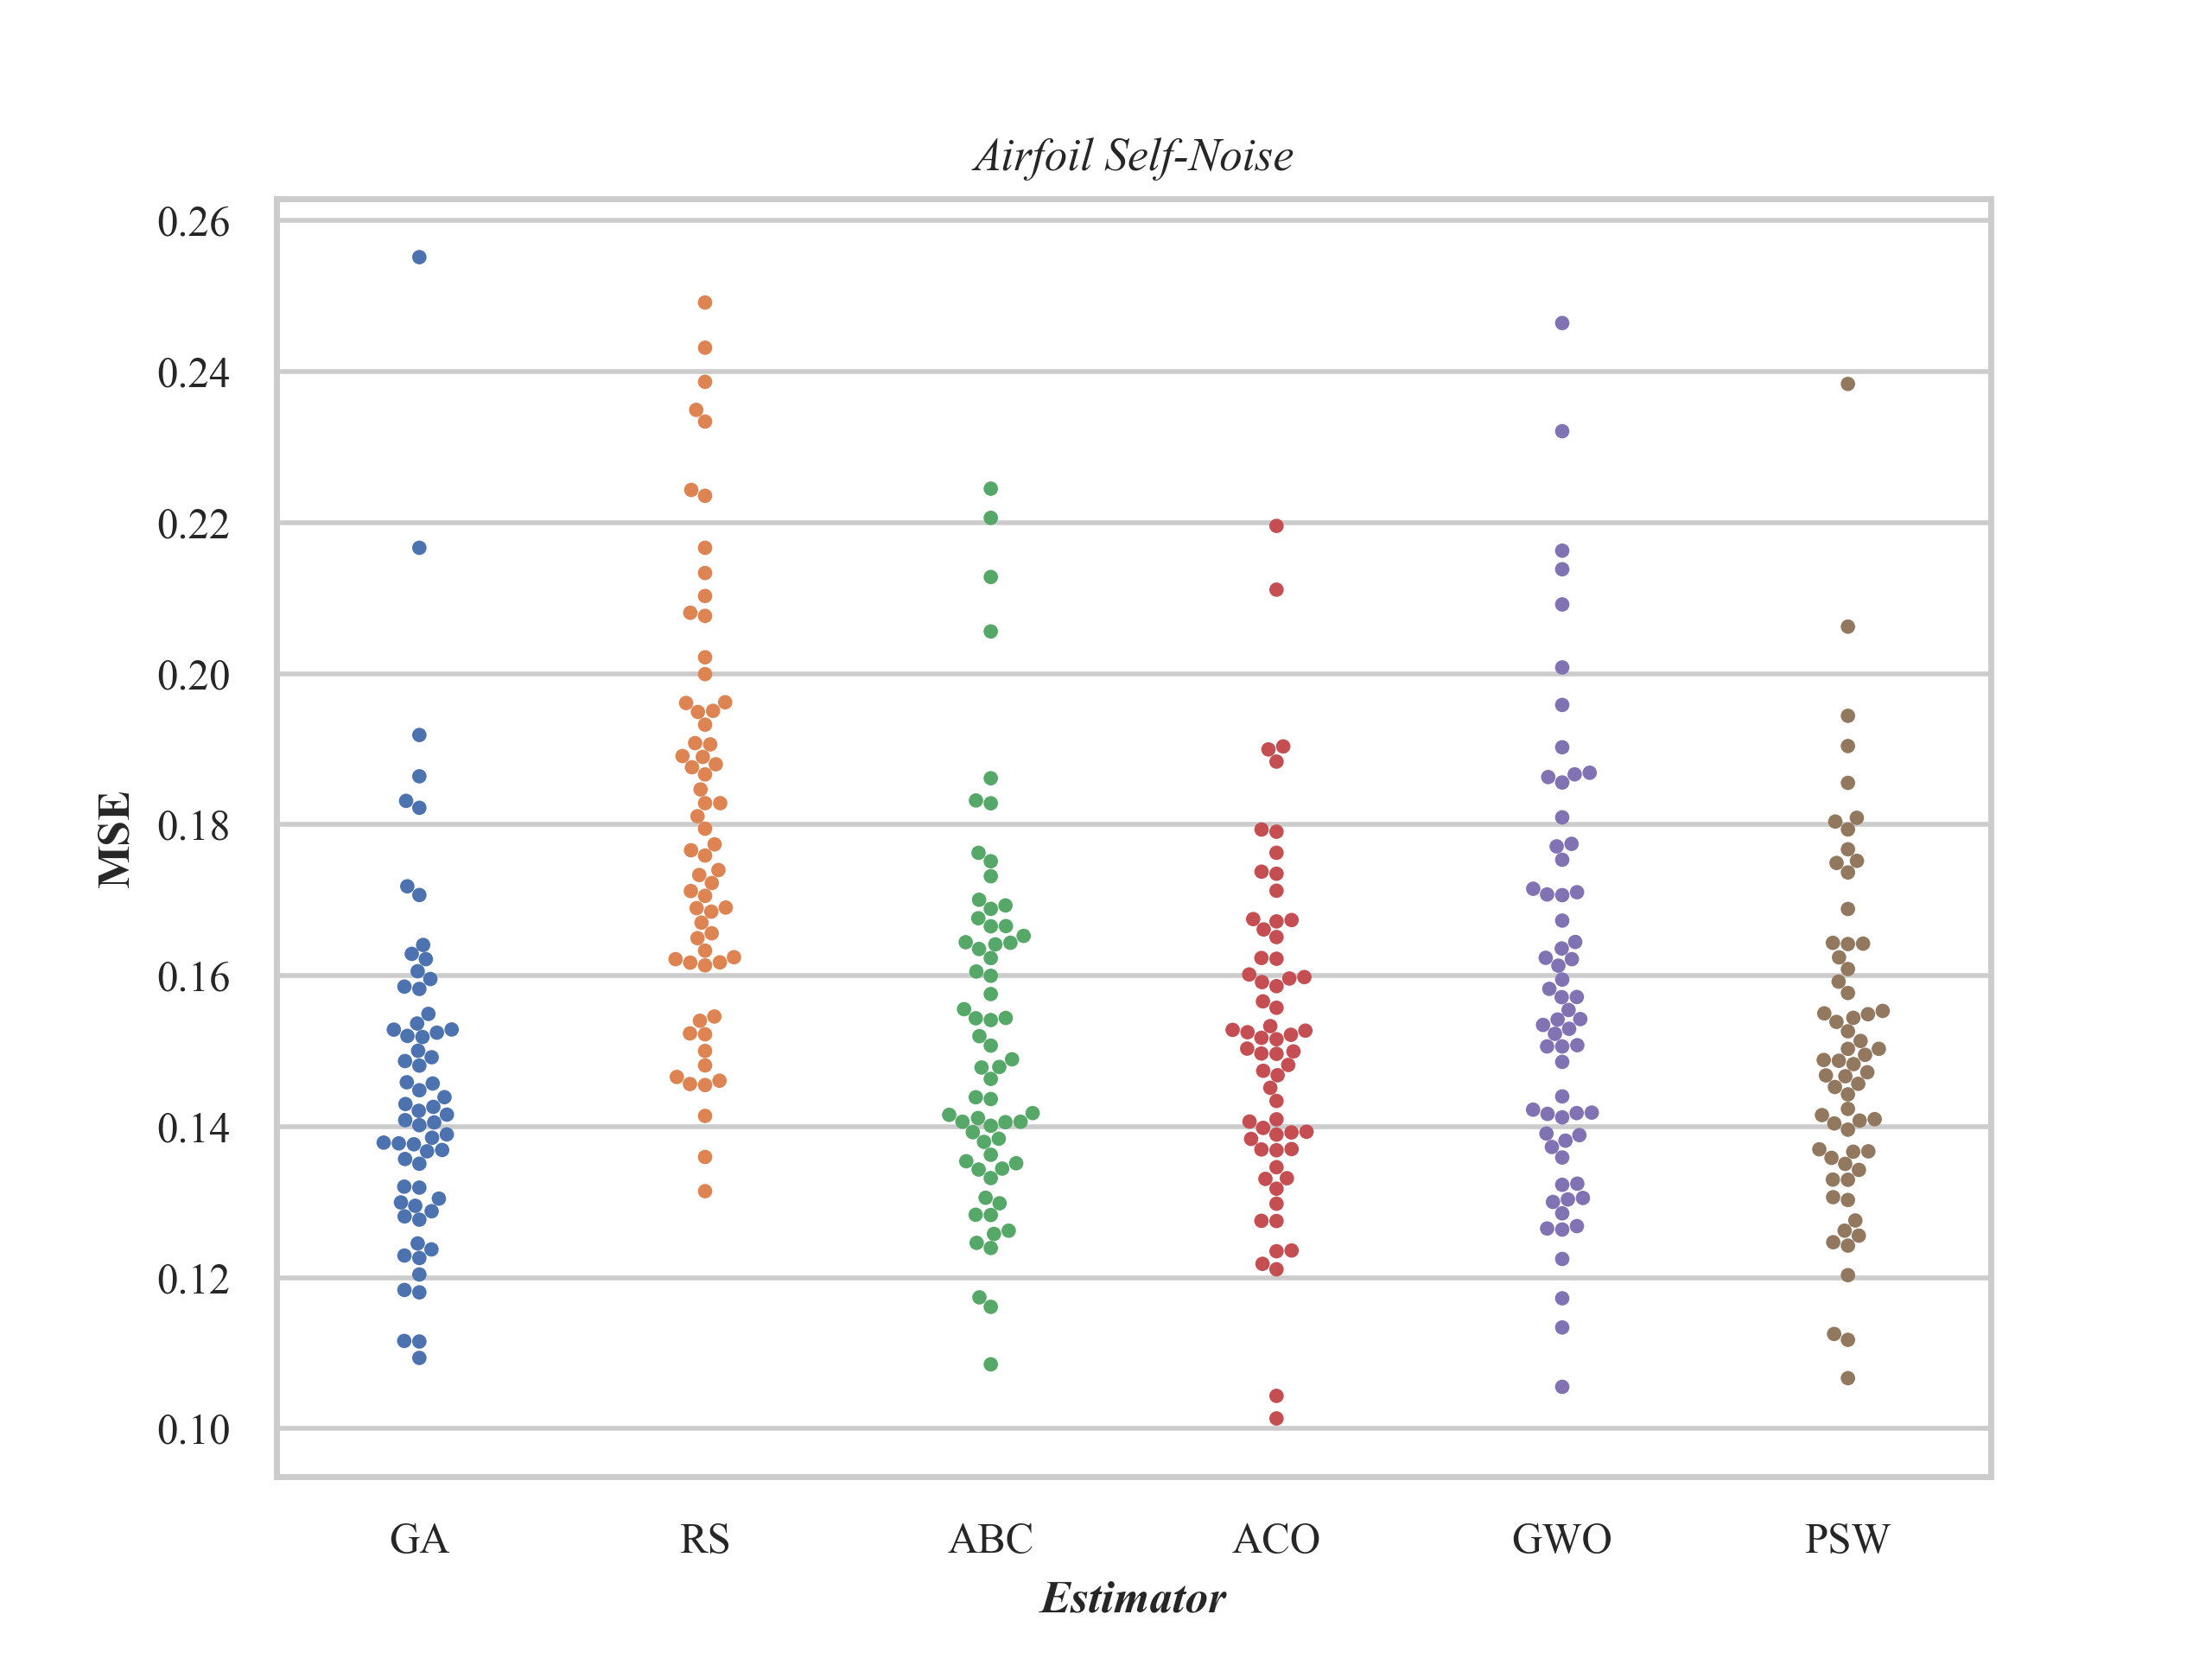 Airfoil Self-Noise
0.26
0.24
0.22
0.20
0.18
0.16
0.14
0.12
0.10
MSE
GA RS ABC ACO GWO PSW
Estimator